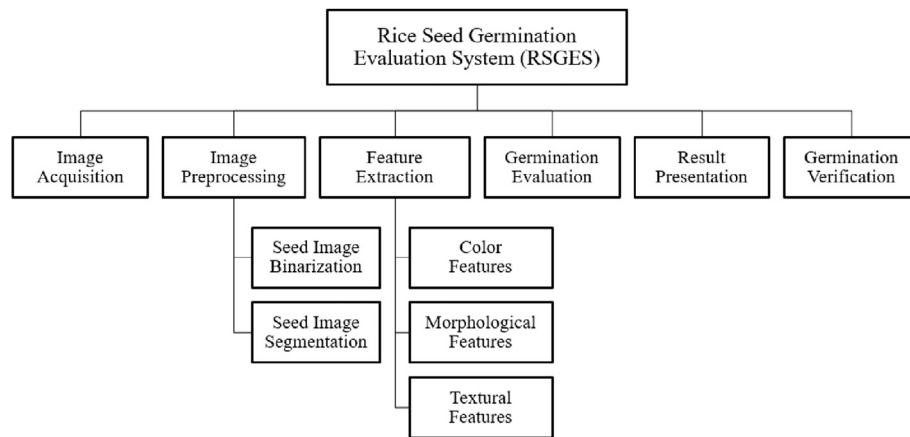 Rice Seed Germination
Evaluation System (RSGES)
Image
Acquisition
Image
Preprocessing
Feature
Extraction
Germination
Evaluation
Result
Presentation
Germination
Verification
Seed Image
Binarization
Seed Image
Segmentation
Color
Features
Morphological
Features
Textural
Features